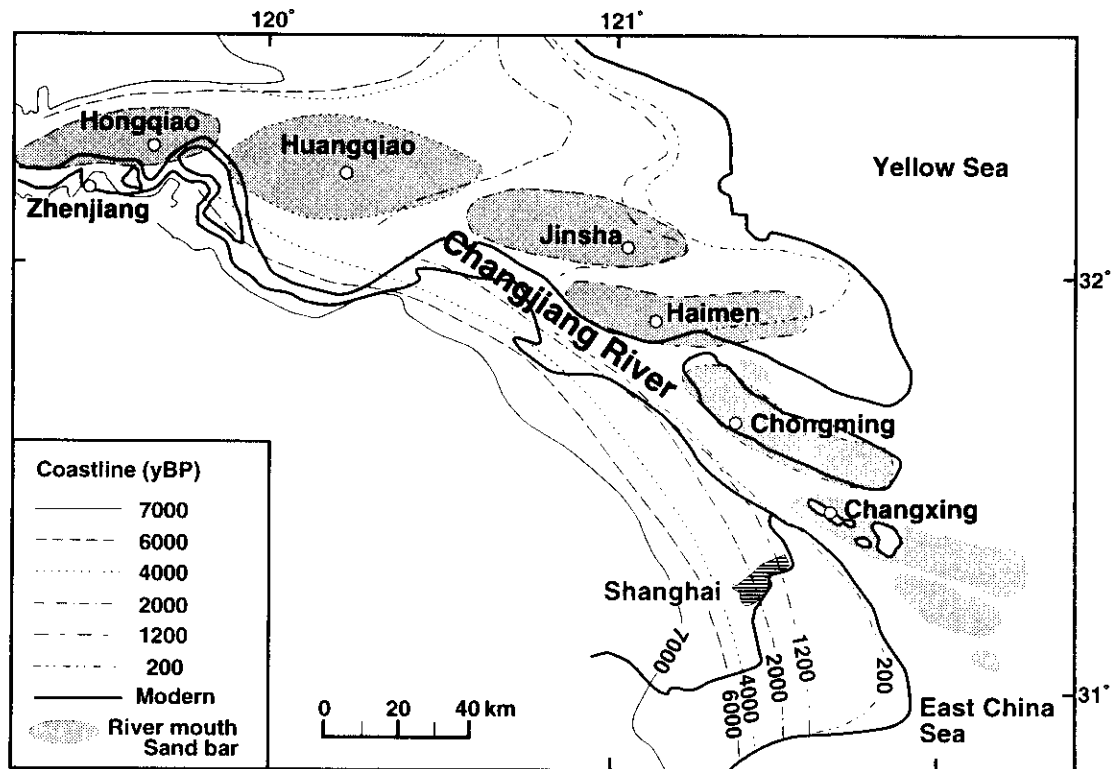 120°
121°
Hongqiao
Huangqiao
Yellow Sea
Zhenjiang
Jinsha
Changjiang River
32°
Haimen
Chongming
Coastline (yBP)
7000
6000
4000
2000
1200
200
Modern
River mouth
Sand bar
Changxing
Shanghai
7000
6000
4000
2000
1200
200
0 20 40 km
31°
East China
Sea